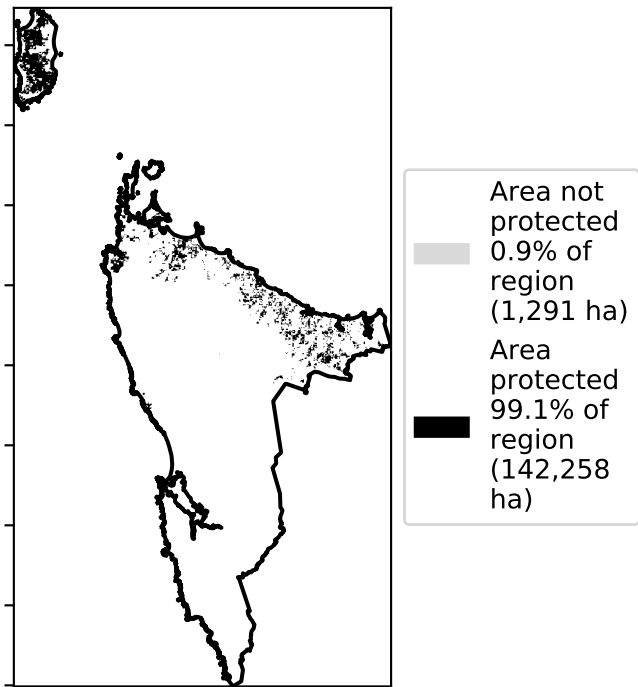 Area not
protected
0.9% of
region
(1,291 ha)
Area
protected
99.1% of
region
(142,258
ha)